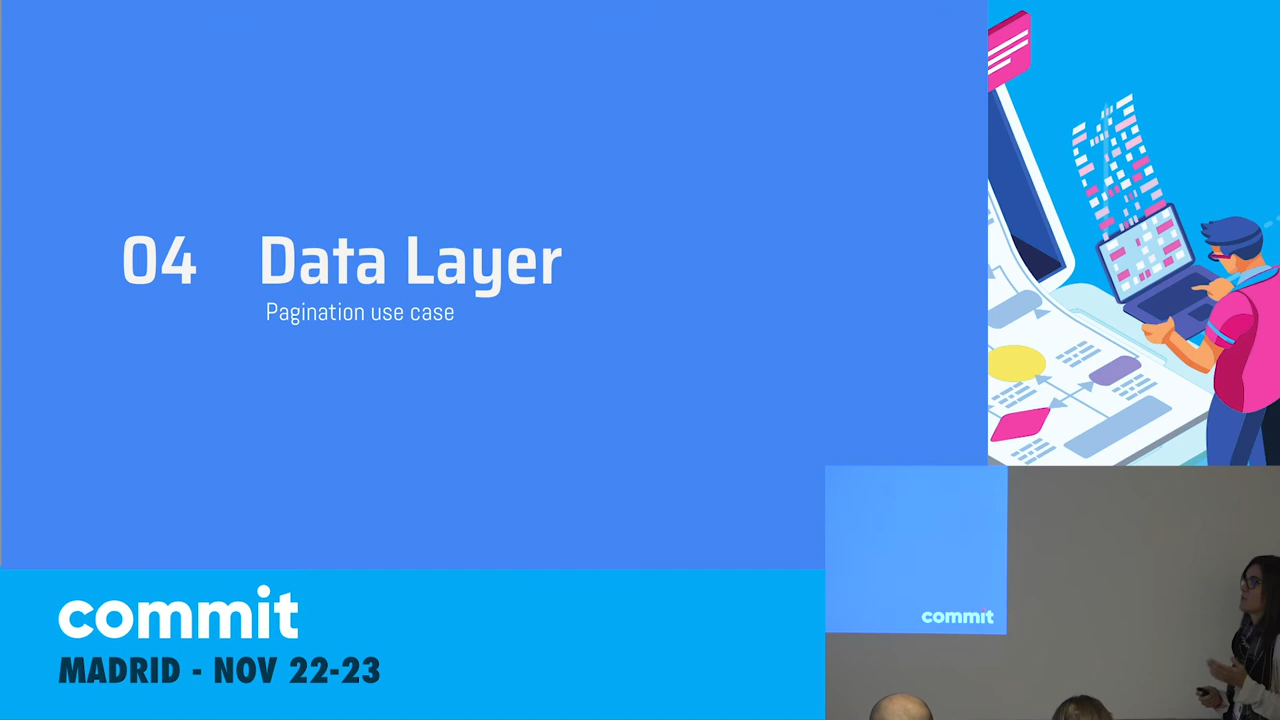 04 Data Layer
Pagination use case
commit
MADRID - NOV 22-23
commit